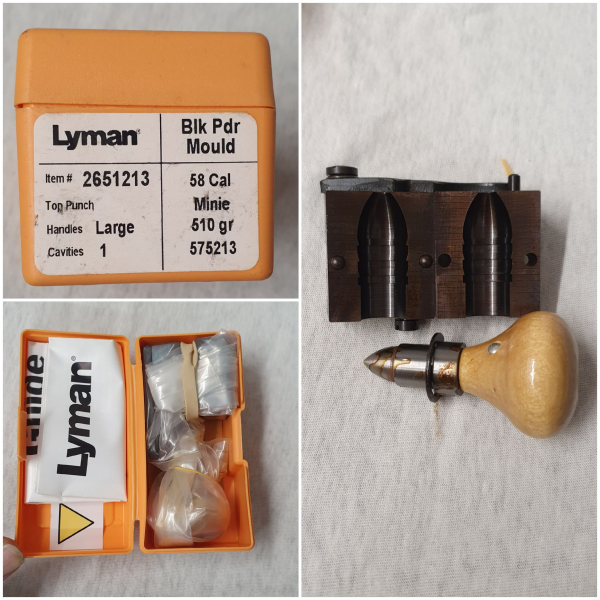 Lyman®
Blk Pdr
Mould
Item # 2651213
Top Punch
Handles Large
Cavities 1
58 Cal
Minie
510 gr
575213
Lyman®